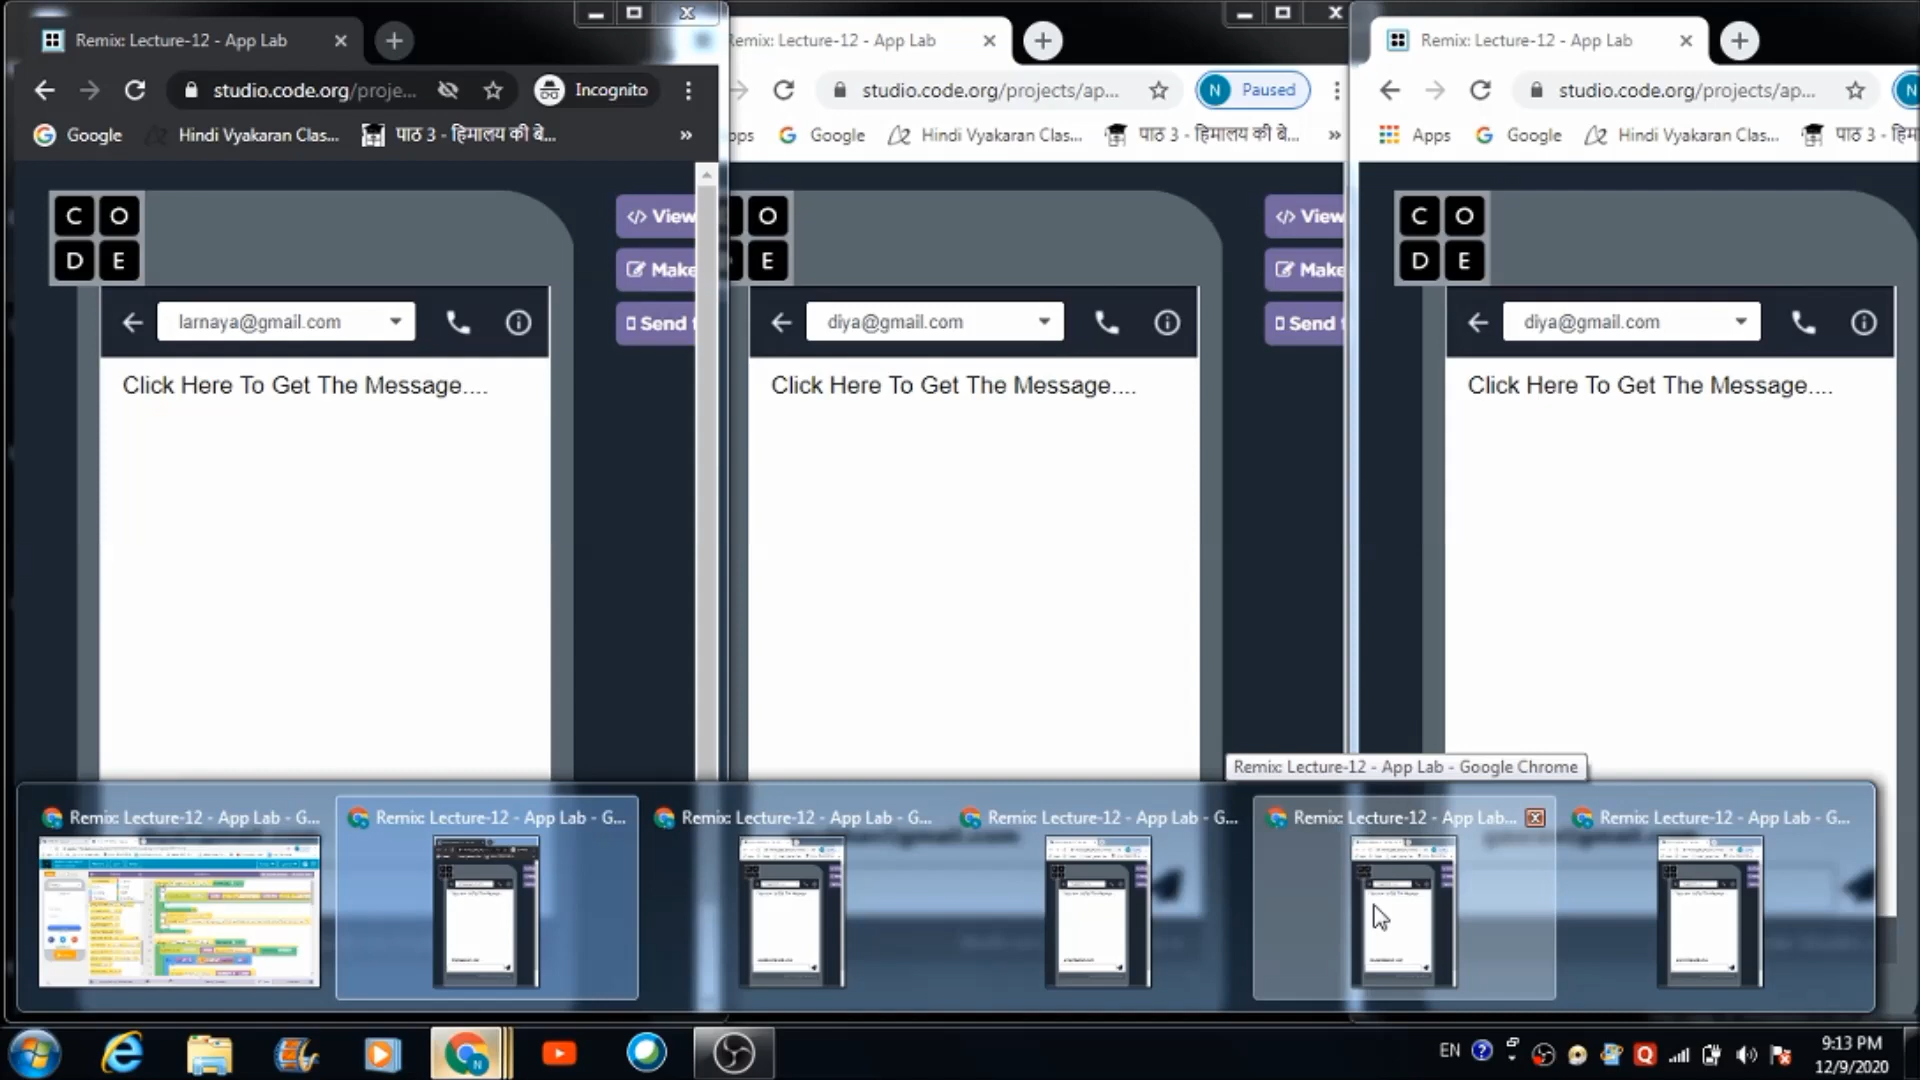 Remix: Lecture-12 - App Lab
Remix: Lecture-12 - App Lab
Remix: Lecture-12 - App Lab
studio.code.org/proje...
Incognito
studio.code.org/projects/ap...
N
Paused
studio.code.org/projects/ap...
N
Google
Hindi Vyakaran Clas...
पाठ 3 - हिमालय की बे...
»
Google
Hindi Vyakaran Clas...
पाठ 3 - हिमालय की बे...
»
Apps
Google
Hindi Vyakaran Clas...
C O
D E
</> View
Make
Send
O
E
</> View
Make
Send
C O
D E
larnaya@gmail.com
diya@gmail.com
diya@gmail.com
Click Here To Get The Message....
Click Here To Get The Message....
Click Here To Get The Message....
Remix: Lecture-12 - App Lab - Google Chrome
Remix: Lecture-12 - App Lab - G...
Remix: Lecture-12 - App Lab - G...
Remix: Lecture-12 - App Lab - G...
Remix: Lecture-12 - App Lab - G...
Remix: Lecture-12 - App Lab...
Remix: Lecture-12 - App Lab - G...
EN
9:13 PM
12/9/2020